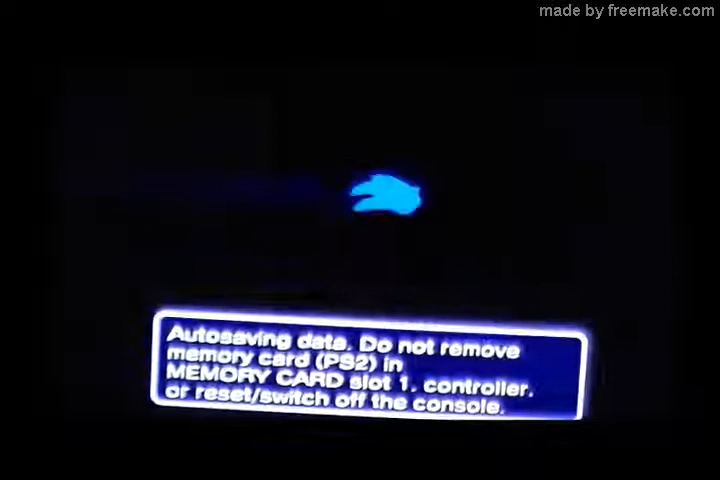 made by freemake.com
Autosaving data. Do not remove
memory card (PS2) in
MEMORY CARD slot 1, controller,
or reset/switch off the console.